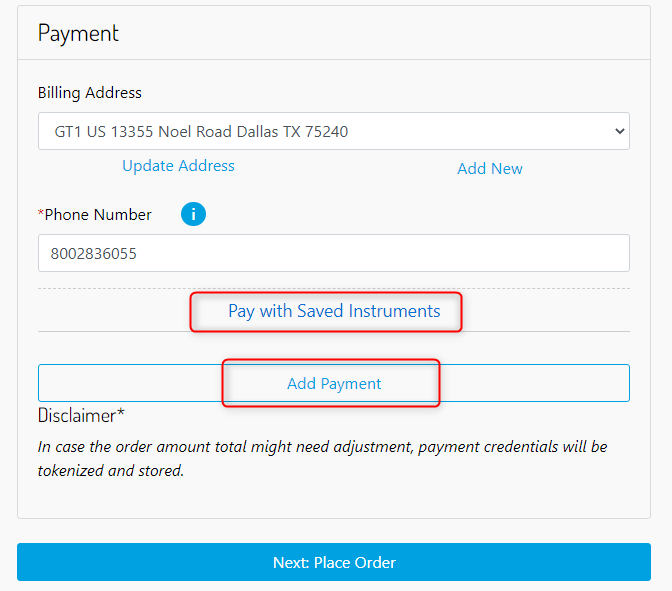 Payment
Billing Address
GT1 US 13355 Noel Road Dallas TX 75240
Update Address
Add New
*Phone Number i
8002836055
Pay with Saved Instruments
Add Payment
Disclaimer*
In case the order amount total might need adjustment, payment credentials will be
tokenized and stored.
Next: Place Order